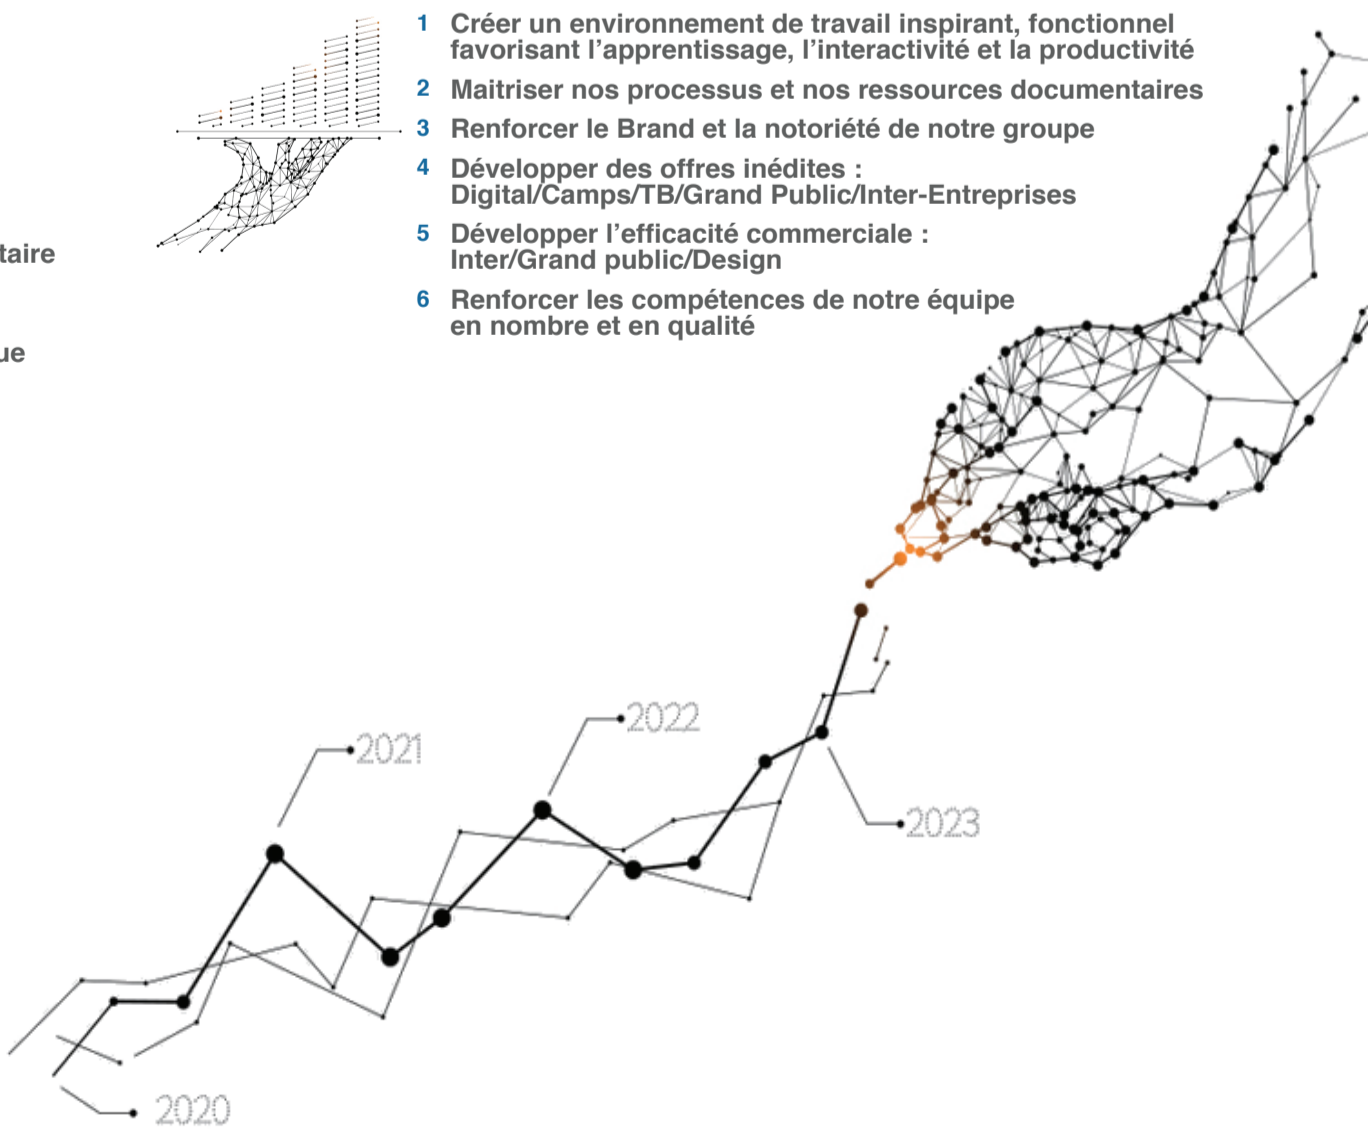 1 Créer un environnement de travail inspirant, fonctionnel
favorisant l’apprentissage, l’interactivité et la productivité
2 Maitriser nos processus et nos ressources documentaires
3 Renforcer le Brand et la notoriété de notre groupe
4 Développer des offres inédites :
Digital/Camps/TB/Grand Public/Inter-Entreprises
5 Développer l’efficacité commerciale :
Inter/Grand public/Design
6 Renforcer les compétences de notre équipe
en nombre et en qualité
taire
ue
2022
2021
2023
2020